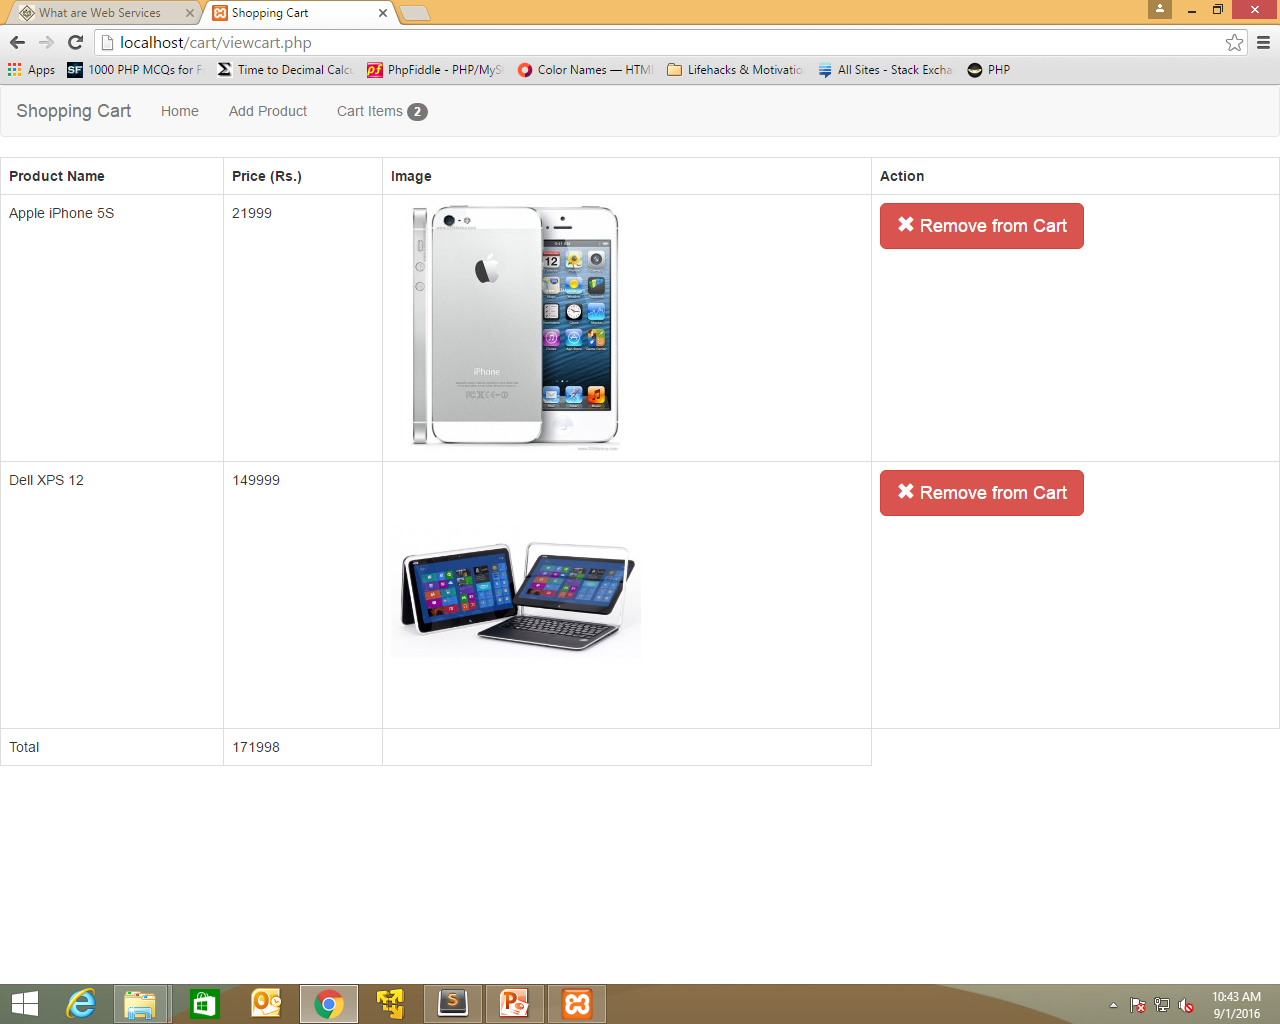 What are Web Services
Shopping Cart
localhost/cart/viewcart.php
Apps
1000 PHP MCQs for F
Time to Decimal Calcu
PhpFiddle - PHP/MyS
Color Names — HTML
Lifehacks & Motivatio
All Sites - Stack Excha
PHP
Shopping Cart Home Add Product Cart Items 2
Product Name Price (Rs.) Image Action
Apple iPhone 5S 21999 Remove from Cart
iPhone
Dell XPS 12 149999 Remove from Cart
Total 171998
10:43 AM
9/1/2016